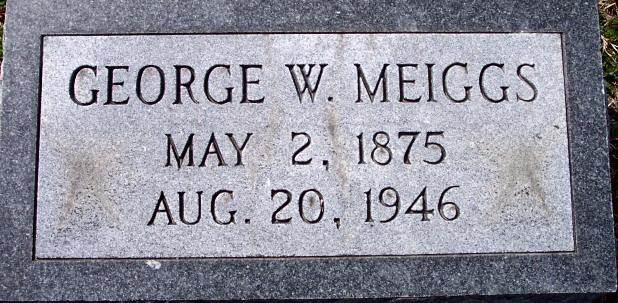 GEORGE W. MEIGGS
MAY 2, 1875
AUG. 20, 1946